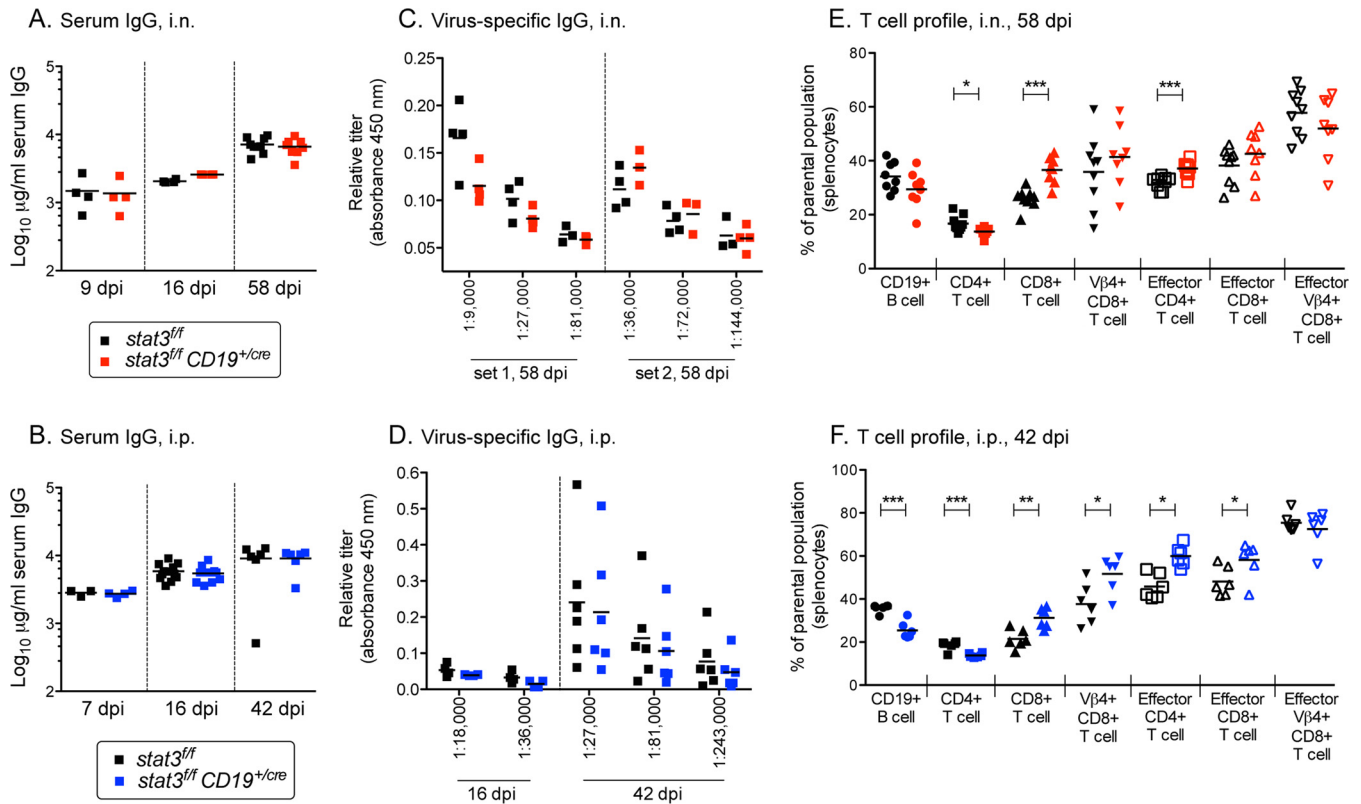 A. Serum IgG, i.n.
Log10 µg/ml serum IgG
5
4
3
2
9 dpi 16 dpi 58 dpi
stat3f/f
stat3f/f CD19+/cre
B. Serum IgG, i.p.
Log10 µg/ml serum IgG
5
4
3
2
7 dpi 16 dpi 42 dpi
stat3f/f
stat3f/f CD19+/cre
C. Virus-specific IgG, i.n.
Relative titer
(absorbance 450 nm)
0.25
0.20
0.15
0.10
0.05
1:9,000 1:27,000 1:81,000 1:36,000 1:72,000 1:144,000
set 1, 58 dpi set 2, 58 dpi
D. Virus-specific IgG, i.p.
Relative titer
(absorbance 450 nm)
0.6
0.5
0.4
0.3
0.2
0.1
0.0
1:18,000 1:36,000 1:27,000 1:81,000 1:243,000
16 dpi 42 dpi
E. T cell profile, i.n., 58 dpi
% of parental population
(splenocytes)
80
60
40
20
0
* *** ***
CD19+ B cell
CD4+ T cell
CD8+ T cell
Vβ4+ CD8+ T cell
Effector CD4+ T cell
Effector CD8+ T cell
Effector Vβ4+ CD8+ T cell
F. T cell profile, i.p., 42 dpi
% of parental population
(splenocytes)
100
80
60
40
20
0
*** *** ** * * *
CD19+ B cell
CD4+ T cell
CD8+ T cell
Vβ4+ CD8+ T cell
Effector CD4+ T cell
Effector CD8+ T cell
Effector Vβ4+ CD8+ T cell